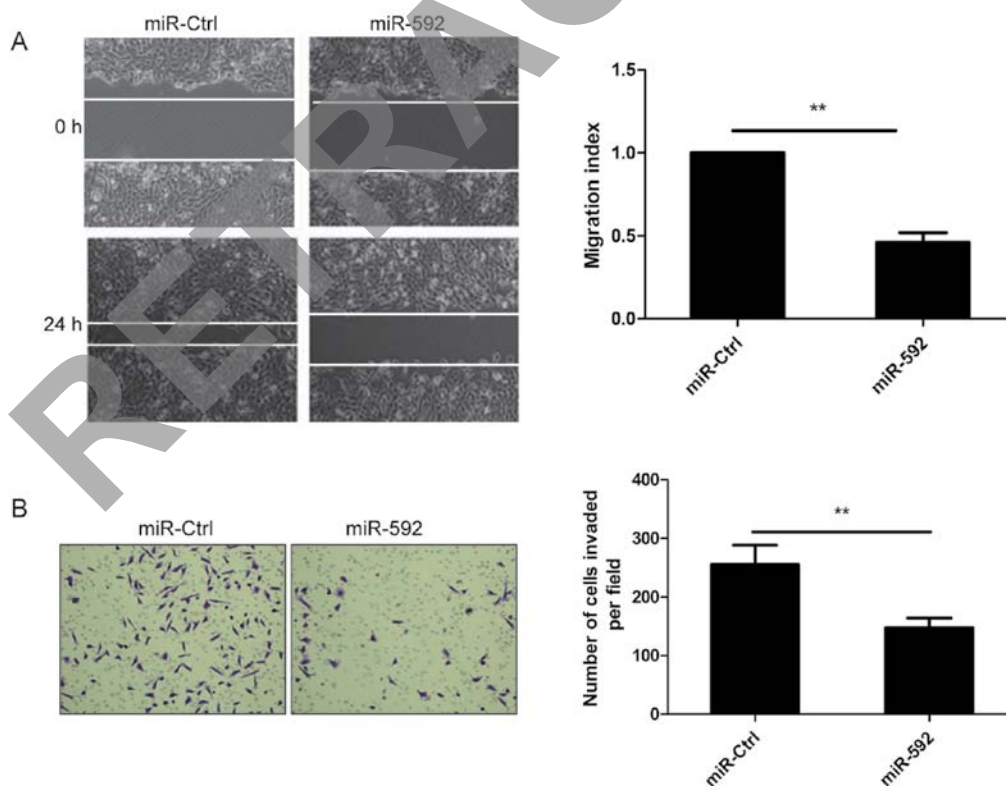 A
miR-Ctrl
miR-592
0 h
24 h
Migration index
1.5
1.0
0.5
0.0
**
miR-Ctrl
miR-592
B
miR-Ctrl
miR-592
Number of cells invaded
per field
400
300
200
100
0
**
miR-Ctrl
miR-592